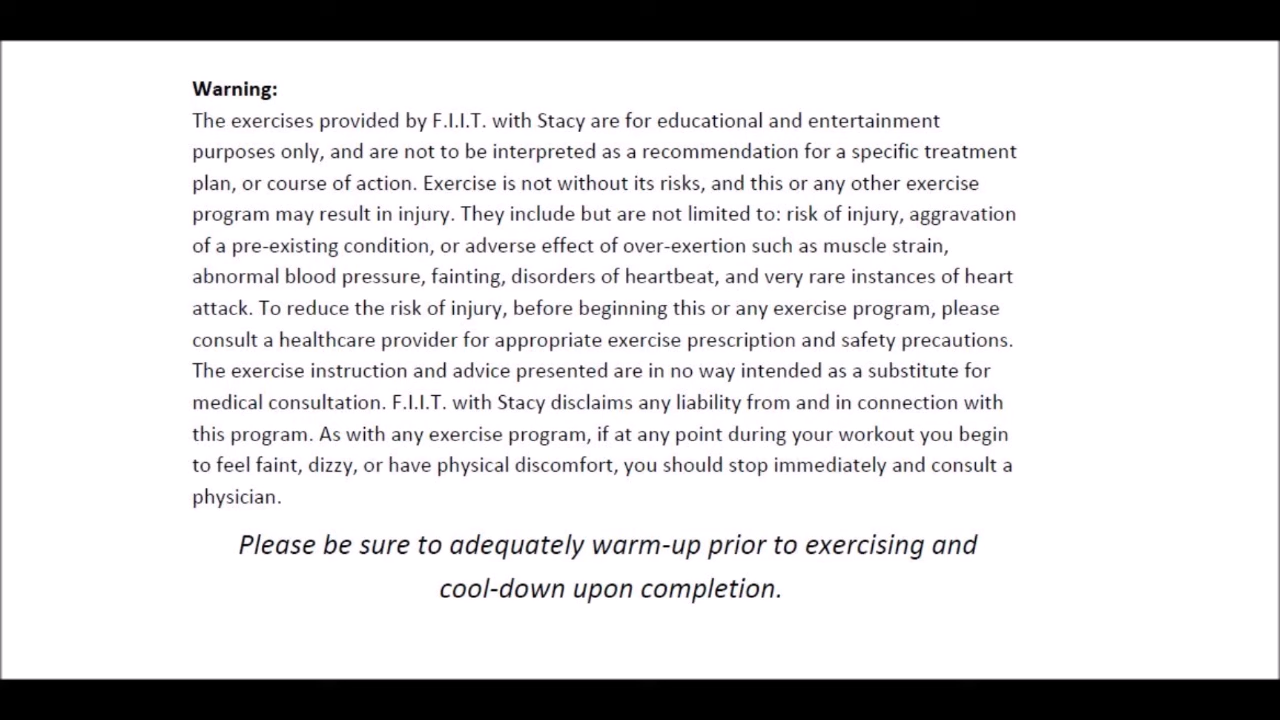 Warning:
The exercises provided by F.I.I.T. with Stacy are for educational and entertainment
purposes only, and are not to be interpreted as a recommendation for a specific treatment
plan, or course of action. Exercise is not without its risks, and this or any other exercise
program may result in injury. They include but are not limited to: risk of injury, aggravation
of a pre-existing condition, or adverse effect of over-exertion such as muscle strain,
abnormal blood pressure, fainting, disorders of heartbeat, and very rare instances of heart
attack. To reduce the risk of injury, before beginning this or any exercise program, please
consult a healthcare provider for appropriate exercise prescription and safety precautions.
The exercise instruction and advice presented are in no way intended as a substitute for
medical consultation. F.I.I.T. with Stacy disclaims any liability from and in connection with
this program. As with any exercise program, if at any point during your workout you begin
to feel faint, dizzy, or have physical discomfort, you should stop immediately and consult a
physician.
Please be sure to adequately warm-up prior to exercising and
cool-down upon completion.